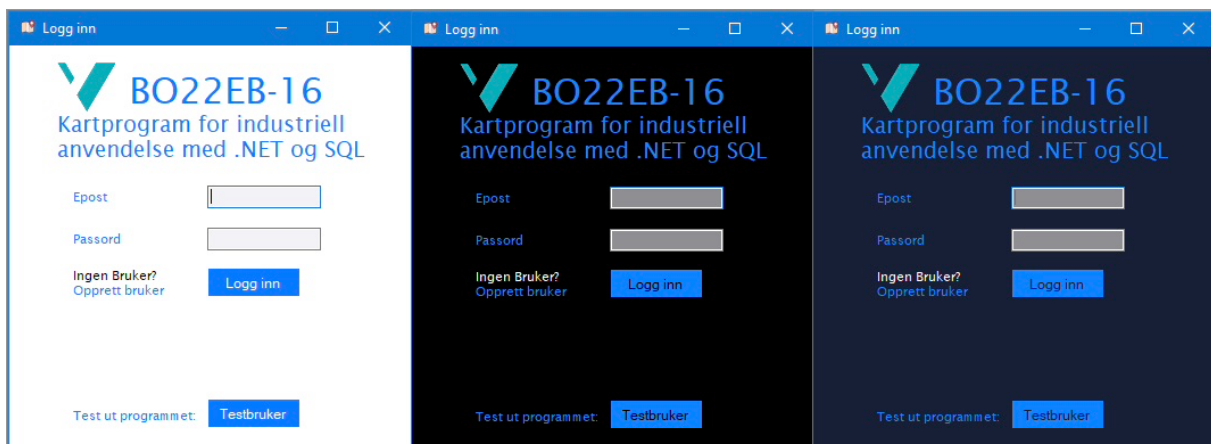 Logg inn
BO22EB-16
Kartprogram for industriell
anvendelse med .NET og SQL
Epost
Passord
Ingen Bruker?
Opprett bruker
Logg inn
Test ut programmet:
Testbruker
Logg inn
BO22EB-16
Kartprogram for industriell
anvendelse med .NET og SQL
Epost
Passord
Ingen Bruker?
Opprett bruker
Logg inn
Test ut programmet:
Testbruker
Logg inn
BO22EB-16
Kartprogram for industriell
anvendelse med .NET og SQL
Epost
Passord
Ingen Bruker?
Opprett bruker
Logg inn
Test ut programmet:
Testbruker